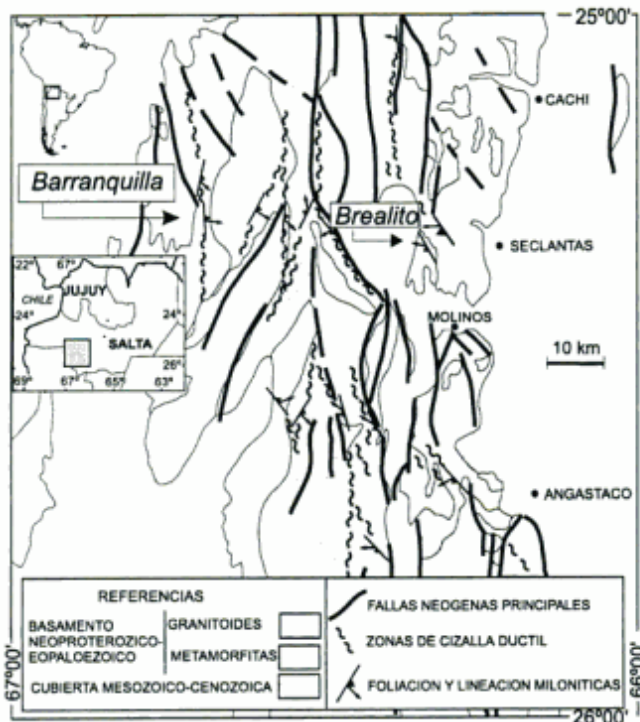 25°00'
CACHI
Barranquilla
Brealito
SECLANTAS
22° 67°
JUJUY
CHILE
24° 24°
SALTA
26°
69° 67° 65° 63°
MOLINOS
10 km
ANGASTACO
REFERENCIAS
BASAMENTO NEOPROTEROZICO-EOPALOEZOICO
GRANITOIDES
METAMORFITAS
CUBIERTA MESOZOICO-CENOZOICA
FALLAS NEOGENAS PRINCIPALES
ZONAS DE CIZALLA DUCTIL
FOLIACION Y LINEACION MILONITICAS
67°00'
66°00'
26°00'